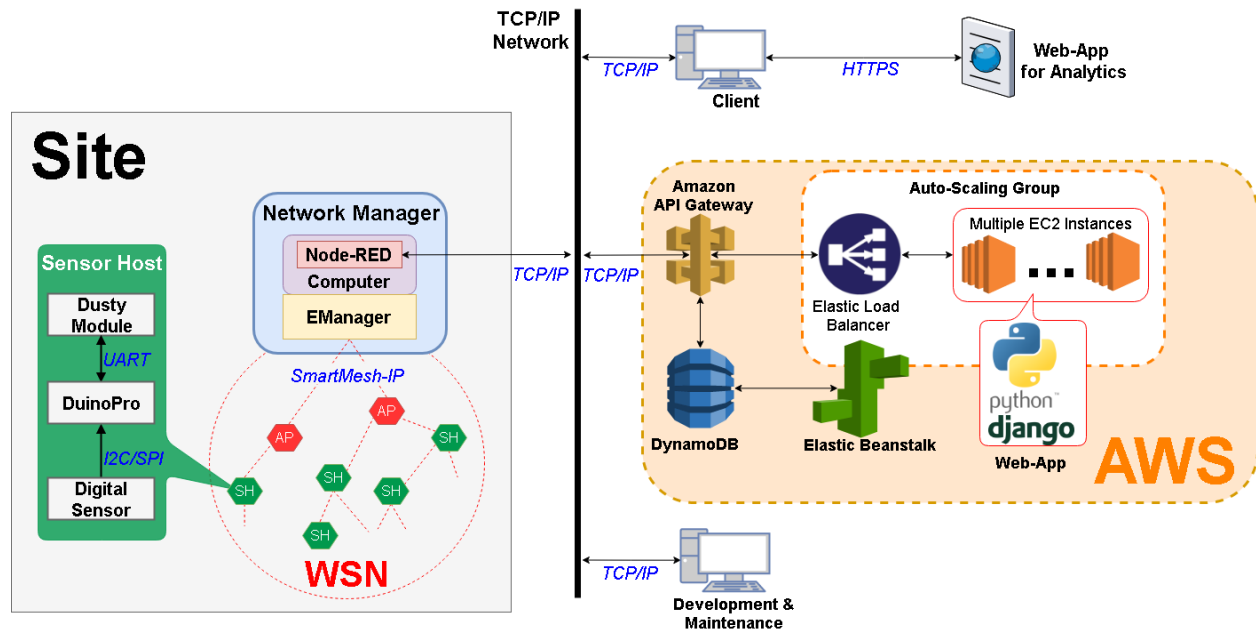 TCP/IP
Network
TCP/IP
Client
HTTPS
Web-App
for Analytics
Site
Network Manager
Node-RED
Computer
EManager
TCP/IP
TCP/IP
Sensor Host
Dusty
Module
UART
DuinoPro
I2C/SPI
Digital
Sensor
SmartMesh-IP
AP
AP
SH
SH
SH
SH
SH
WSN
Amazon
API Gateway
Auto-Scaling Group
Multiple EC2 Instances
Elastic Load
Balancer
DynamoDB
Elastic Beanstalk
python™
django
Web-App
AWS
TCP/IP
Development &
Maintenance